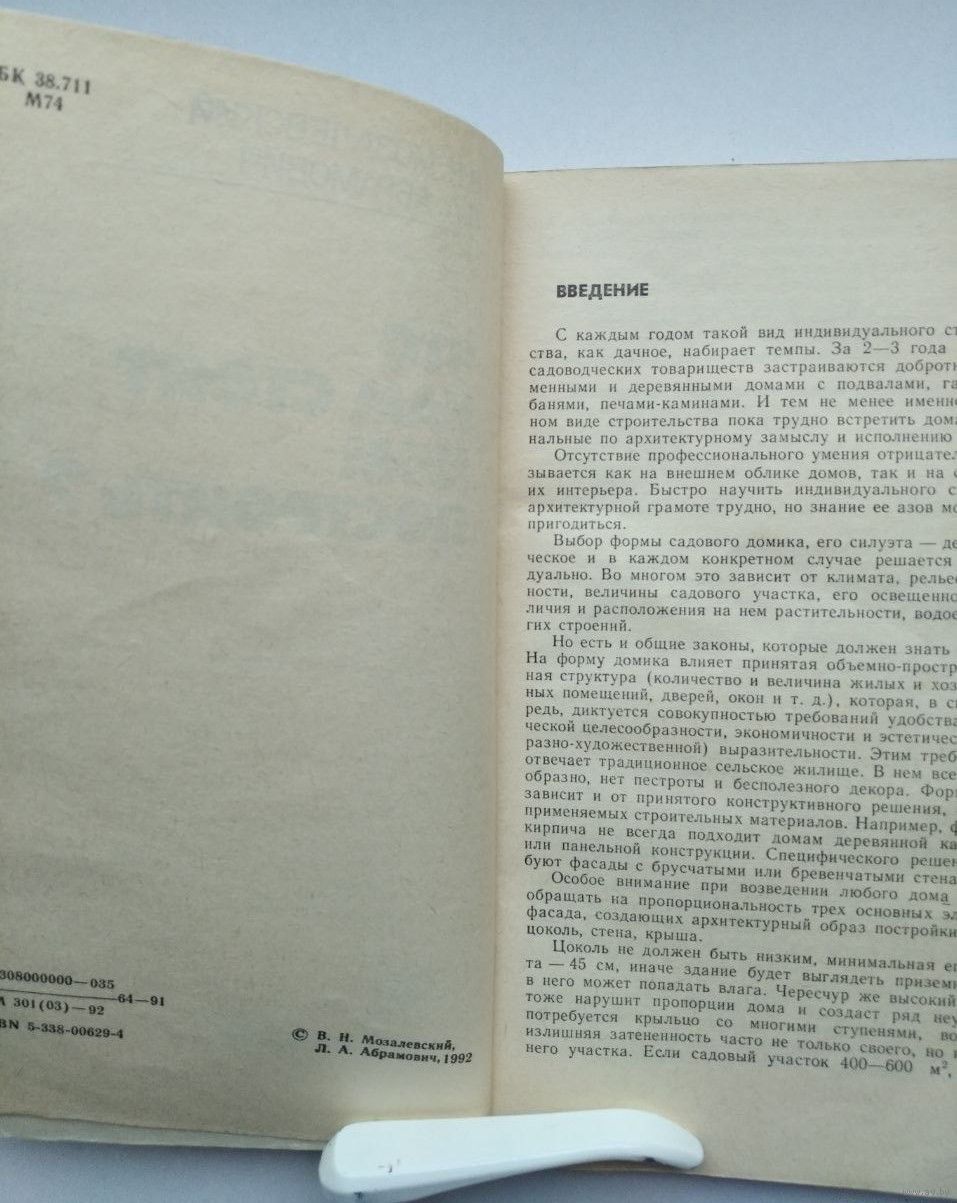 БК 38.711
М74
308000000—035
64—91
М 301(03)—92
BN 5-338-00629-4
© В. Н. Мозалевский,
Л. А. Абрамович, 1992
ВВЕДЕНИЕ
С каждым годом такой вид индивидуального ст
ства, как дачное, набирает темпы. За 2—3 года
садоводческих товариществ застраиваются добротн
менными и деревянными домами с подвалами, га
банями, печами-каминами. И тем не менее именн
ном виде строительства пока трудно встретить дома
нальные по архитектурному замыслу и исполнению
Отсутствие профессионального умения отрицател
зывается как на внешнем облике домов, так и на
их интерьера. Быстро научить индивидуального с
архитектурной грамоте трудно, но знание ее азов мо
пригодиться.
Выбор формы садового домика, его силуэта — де
ческое и в каждом конкретном случае решается
дуально. Во многом это зависит от климата, релье
ности, величины садового участка, его освещенно
личия и расположения на нем растительности, водое
гих строений.
Но есть и общие законы, которые должен знать
На форму домика влияет принятая объемно-простр
ная структура (количество и величина жилых и хоз
ных помещений, дверей, окон и т. д.), которая, в с
редь, диктуется совокупностью требований удобства
ческой целесообразности, экономичности и эстетичес
разно-художественной) выразительности. Этим треб
отвечает традиционное сельское жилище. В нем все
образно, нет пестроты и бесполезного декора. Фор
зависит и от принятого конструктивного решения,
применяемых строительных материалов. Например, ф
кирпича не всегда подходит домам деревянной ка
или панельной конструкции. Специфического решен
буют фасады с брусчатыми или бревенчатыми стена
Особое внимание при возведении любого дома
обращать на пропорциональность трех основных эл
фасада, создающих архитектурный образ постройки
цоколь, стена, крыша.
Цоколь не должен быть низким, минимальная е
та — 45 см, иначе здание будет выглядеть приземи
в него может попадать влага. Чересчур же высокий
тоже нарушит пропорции дома и создаст ряд неу
потребуется крыльцо со многими ступенями, во
излишняя затененность часто не только своего, но
него участка. Если садовый участок 400—600 м²,